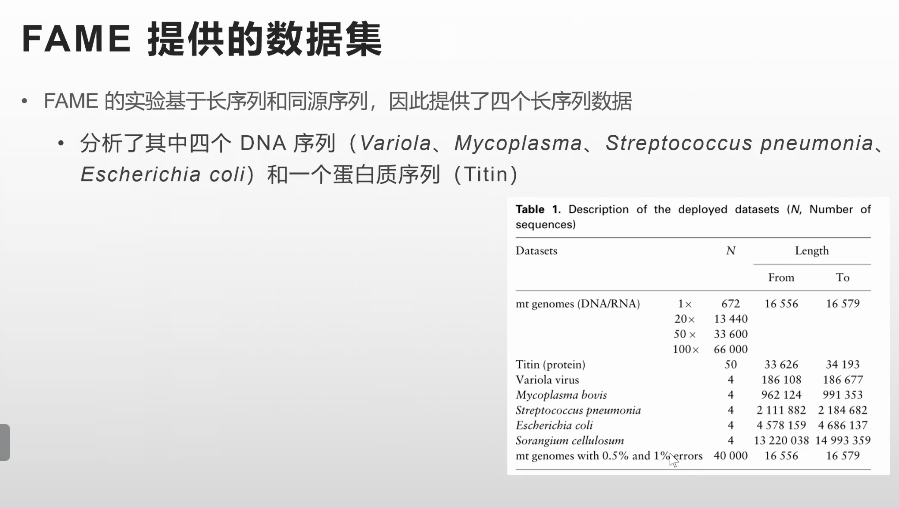 FAME 提供的数据集
• FAME 的实验基于长序列和同源序列，因此提供了四个长序列数据
• 分析了其中四个 DNA 序列（Variola、Mycoplasma、Streptococcus pneumonia、
Escherichia coli）和一个蛋白质序列（Titin）
Table 1. Description of the deployed datasets (N, Number of
sequences)
Datasets N Length
From To
mt genomes (DNA/RNA) 1× 672 16 556 16 579
20× 13 440
50 × 33 600
100× 66 000
Titin (protein) 50 33 626 34 193
Variola virus 4 186 108 186 677
Mycoplasma bovis 4 962 124 991 353
Streptococcus pneumonia 4 2 111 882 2 184 682
Escherichia coli 4 4 578 159 4 686 137
Sorangium cellulosum 4 13 220 038 14 993 359
mt genomes with 0.5% and 1% errors 40 000 16 556 16 579